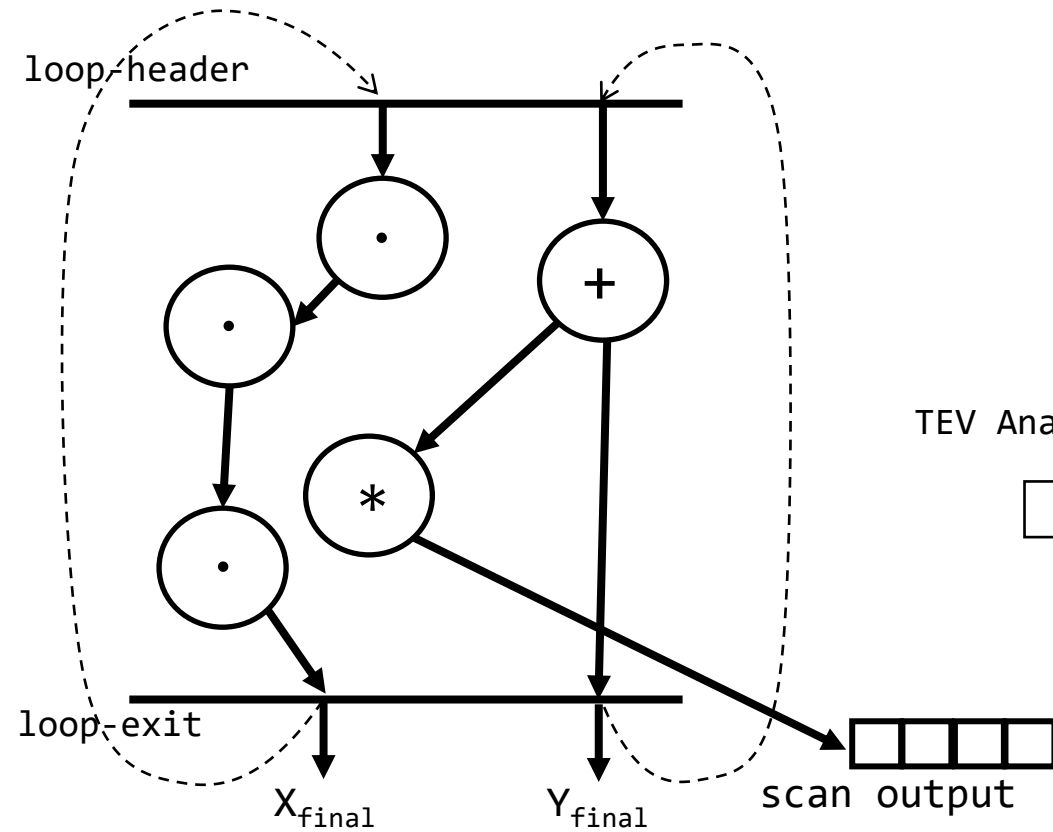 loop-header
·
+
·
TEV Ana
*
·
loop-exit
scan output
X_final
Y_final